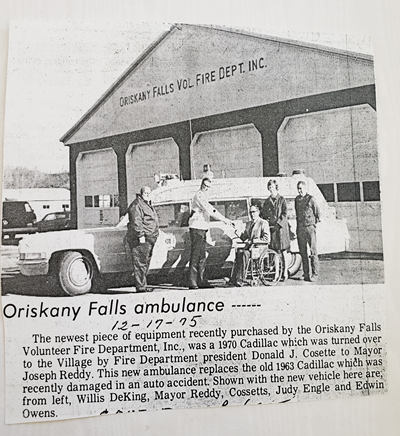 ORISKANY FALLS VOL. FIRE DEPT. INC.
Oriskany Falls ambulance ------
12-17-75
The newest piece of equipment recently purchased by the Oriskany Falls
Volunteer Fire Department, Inc., was a 1970 Cadillac which was turned over
to the Village by Fire Department president Donald J. Cosette to Mayor
Joseph Reddy. This new ambulance replaces the old 1963 Cadillac which was
recently damaged in an auto accident. Shown with the new vehicle here are,
from left, Willis DeKing, Mayor Reddy, Cossetts, Judy Engle and Edwin
Owens.